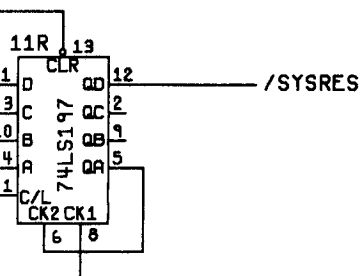 11R 13
CLR
1 D QD 12 /SYSRES
3 C QC 2
0 B QB 9
4 A QA 5
74LS197
1 C/L
CK2 CK1
6 8